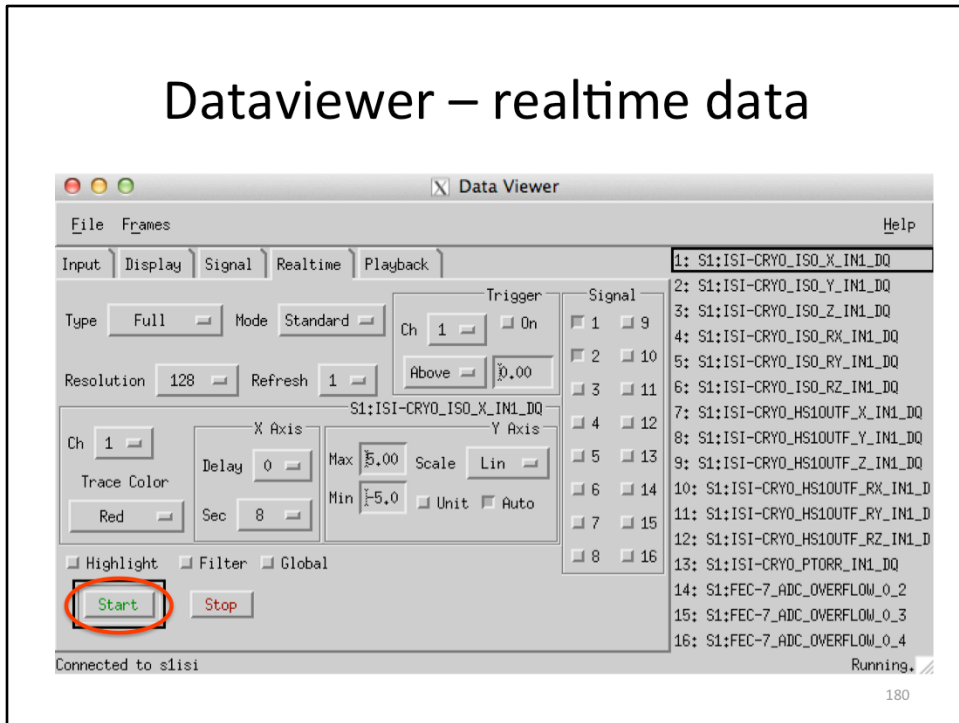 Dataviewer – realtime data
X Data Viewer
File Frames Help
Input Display Signal Realtime Playback
Type Full Mode Standard
Resolution 128 Refresh 1
Trigger
Ch 1 On
Above 0.00
Signal
1 9
2 10
3 11
4 12
5 13
6 14
7 15
8 16
S1:ISI-CRYO_ISO_X_IN1_DQ
Ch 1
Trace Color
Red
X Axis
Delay 0
Sec 8
Y Axis
Max 5.00 Scale Lin
Min -5.0 Unit Auto
Highlight Filter Global
Start Stop
1: S1:ISI-CRYO_ISO_X_IN1_DQ
2: S1:ISI-CRYO_ISO_Y_IN1_DQ
3: S1:ISI-CRYO_ISO_Z_IN1_DQ
4: S1:ISI-CRYO_ISO_RX_IN1_DQ
5: S1:ISI-CRYO_ISO_RY_IN1_DQ
6: S1:ISI-CRYO_ISO_RZ_IN1_DQ
7: S1:ISI-CRYO_HS1OUTF_X_IN1_DQ
8: S1:ISI-CRYO_HS1OUTF_Y_IN1_DQ
9: S1:ISI-CRYO_HS1OUTF_Z_IN1_DQ
10: S1:ISI-CRYO_HS1OUTF_RX_IN1_D
11: S1:ISI-CRYO_HS1OUTF_RY_IN1_D
12: S1:ISI-CRYO_HS1OUTF_RZ_IN1_D
13: S1:ISI-CRYO_PTORR_IN1_DQ
14: S1:FEC-7_ADC_OVERFLOW_0_2
15: S1:FEC-7_ADC_OVERFLOW_0_3
16: S1:FEC-7_ADC_OVERFLOW_0_4
Connected to s1isi Running.
180